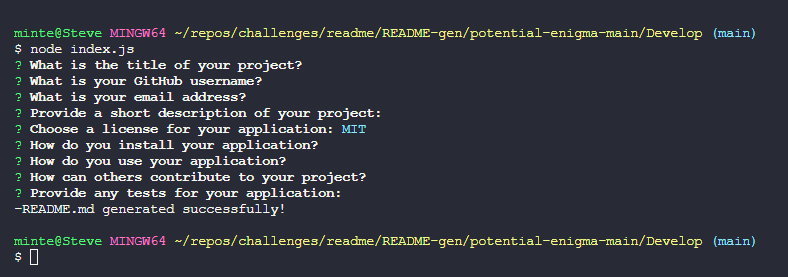 minte@Steve MINGW64 ~/repos/challenges/readme/README-gen/potential-enigma-main/Develop (main)
$ node index.js
? What is the title of your project?
? What is your GitHub username?
? What is your email address?
? Provide a short description of your project:
? Choose a license for your application: MIT
? How do you install your application?
? How do you use your application?
? How can others contribute to your project?
? Provide any tests for your application:
-README.md generated successfully!
minte@Steve MINGW64 ~/repos/challenges/readme/README-gen/potential-enigma-main/Develop (main)
$